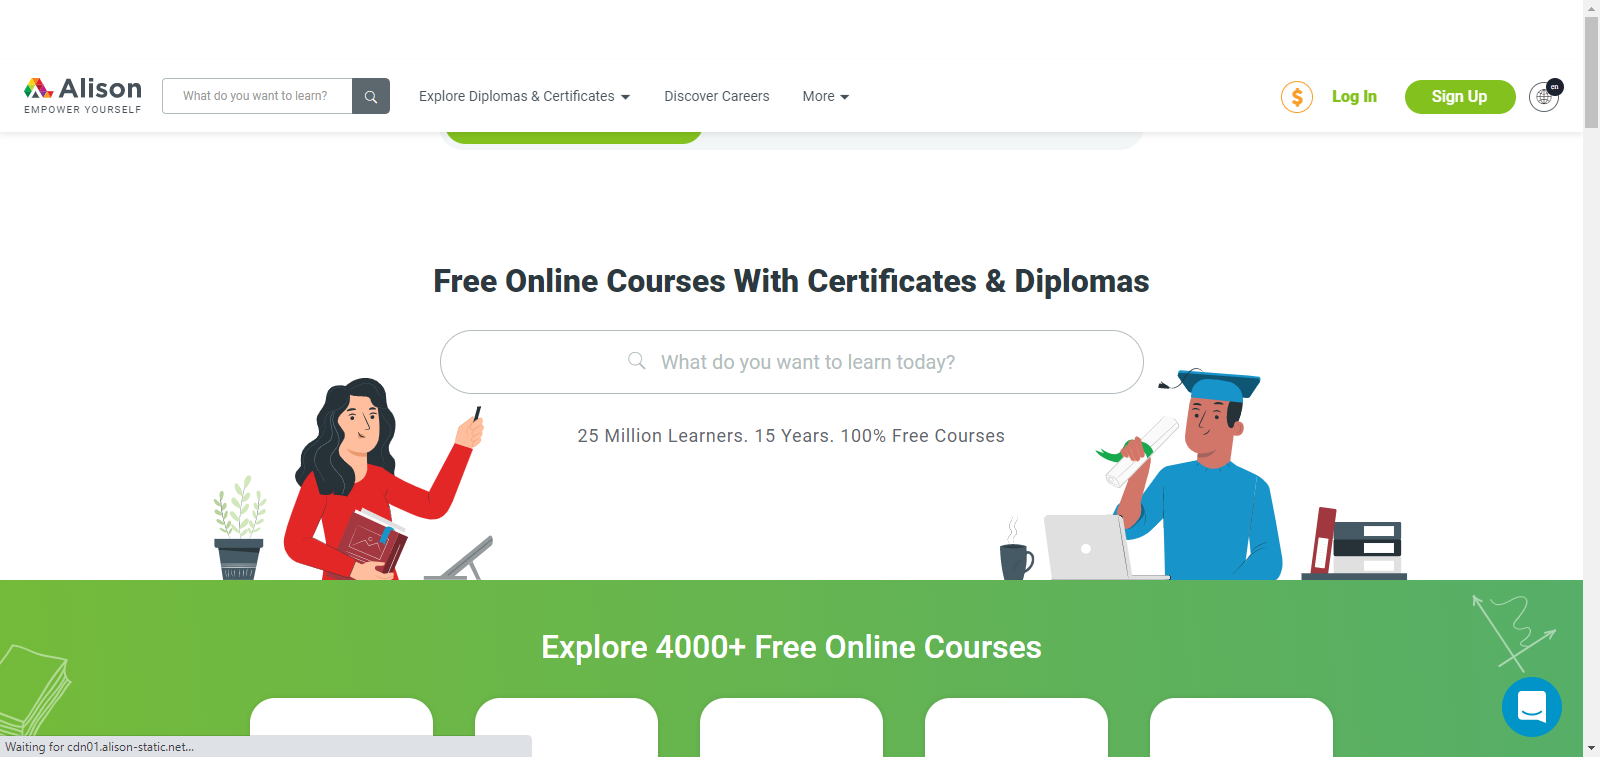 Alison
EMPOWER YOURSELF
What do you want to learn?
Explore Diplomas & Certificates
Discover Careers
More
$
Log In
Sign Up
en
Free Online Courses With Certificates & Diplomas
What do you want to learn today?
25 Million Learners. 15 Years. 100% Free Courses
Explore 4000+ Free Online Courses
Waiting for cdn01.alison-static.net...